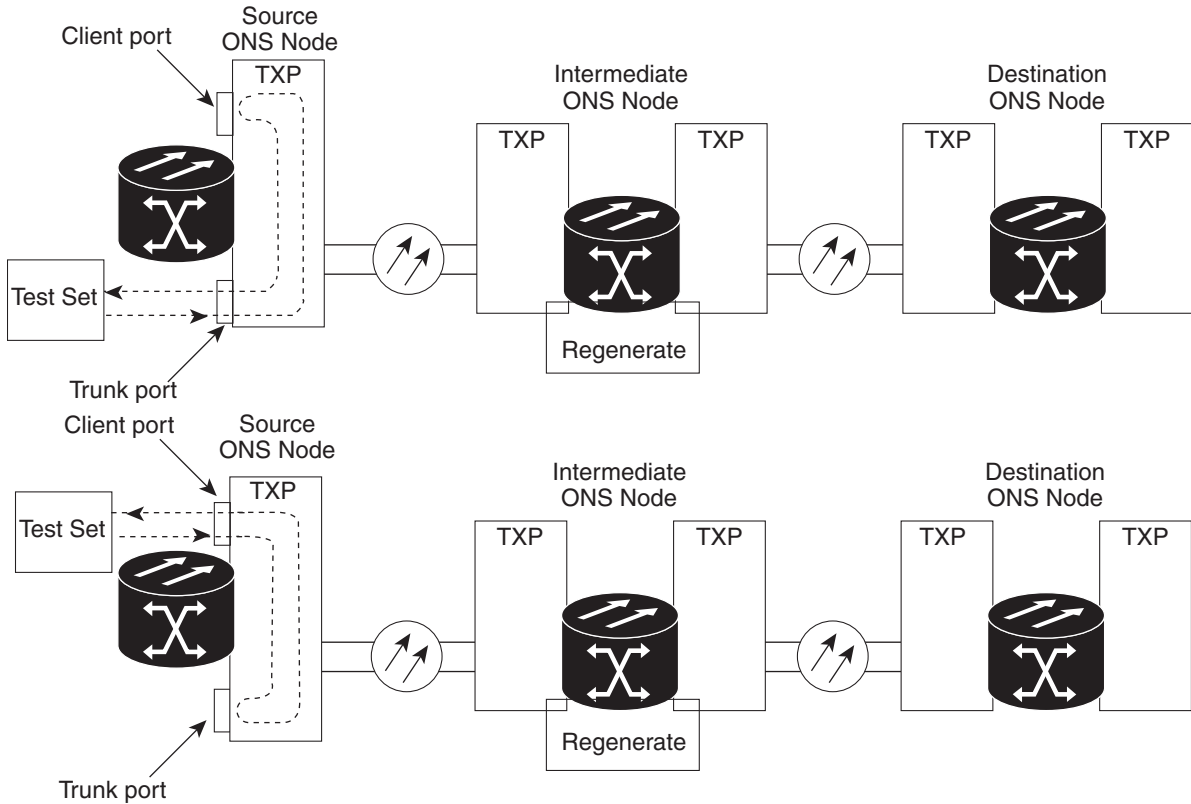 Source
ONS Node
Client port
TXP
Intermediate
ONS Node
TXP
TXP
Destination
ONS Node
TXP
TXP
Test Set
Regenerate
Trunk port
Client port
Source
ONS Node
TXP
Intermediate
ONS Node
TXP
TXP
Destination
ONS Node
TXP
TXP
Test Set
Regenerate
Trunk port